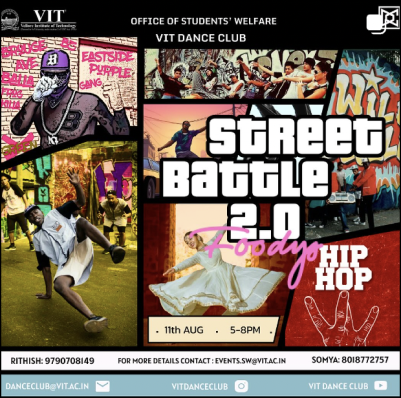 VIT
Vellore Institute of Technology
OFFICE OF STUDENTS' WELFARE
VIT DANCE CLUB
EASTSIDE
PURPLE
GANG
STREET
BATTLE
2.0
Foodys
HIP
HOP
11th AUG 5-8PM
RITHISH: 9790708149
FOR MORE DETAILS CONTACT : EVENTS.SW@VIT.AC.IN
SOMYA: 8018772757
DANCECLUB@VIT.AC.IN
VITDANCECLUB
VIT DANCE CLUB